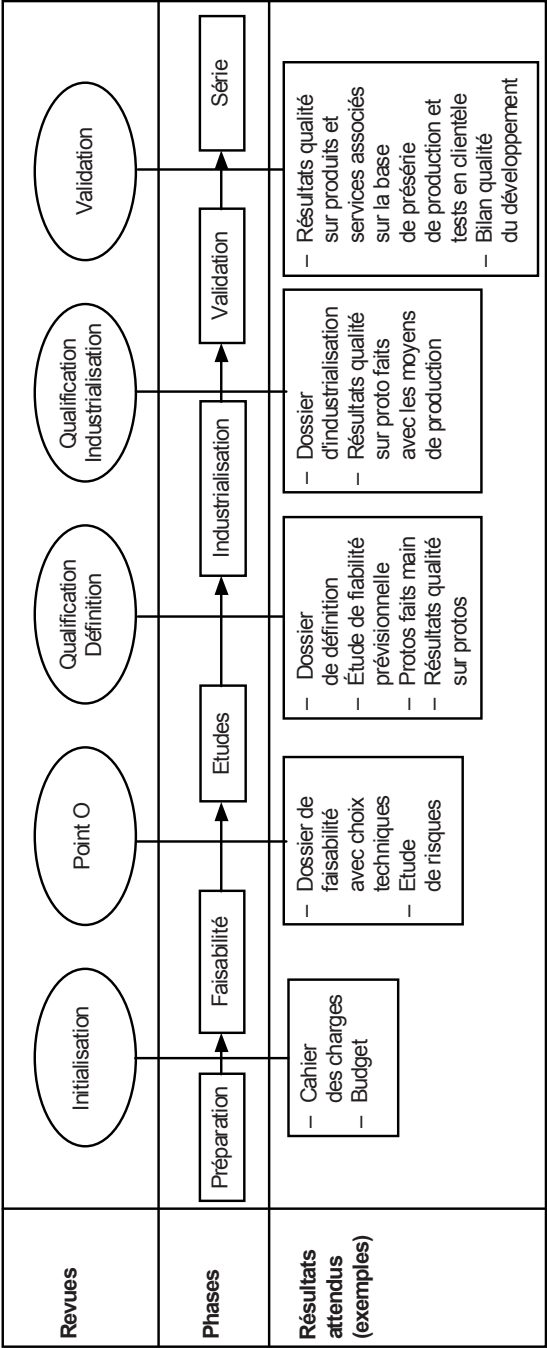 Revues
Initialisation
Point O
Qualification
Définition
Qualification
Industrialisation
Validation
Phases
Préparation
Faisabilité
Etudes
Industrialisation
Validation
Série
Résultats
attendus
(exemples)
– Cahier
des charges
– Budget
– Dossier de
faisabilité
avec choix
techniques
– Etude
de risques
– Dossier
de définition
– Étude de fiabilité
prévisionnelle
– Protos faits main
– Résultats qualité
sur protos
– Dossier
d'industrialisation
– Résultats qualité
sur proto faits
avec les moyens
de production
– Résultats qualité
sur produits et
services associés
sur la base
de présérie
de production et
tests en clientèle
– Bilan qualité
du développement